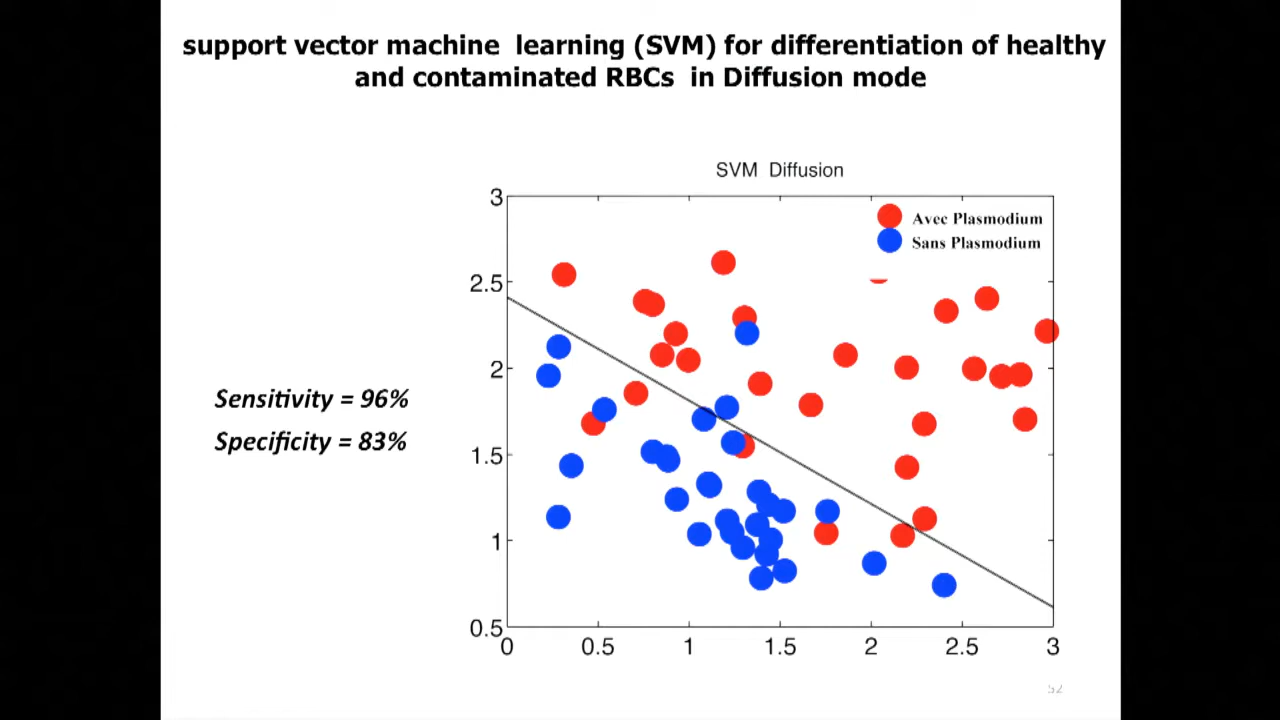 support vector machine learning (SVM) for differentiation of healthy
and contaminated RBCs in Diffusion mode
SVM Diffusion
Avec Plasmodium
Sans Plasmodium
Sensitivity = 96%
Specificity = 83%
3
2.5
2
1.5
1
0.5
0 0.5 1 1.5 2 2.5 3
52